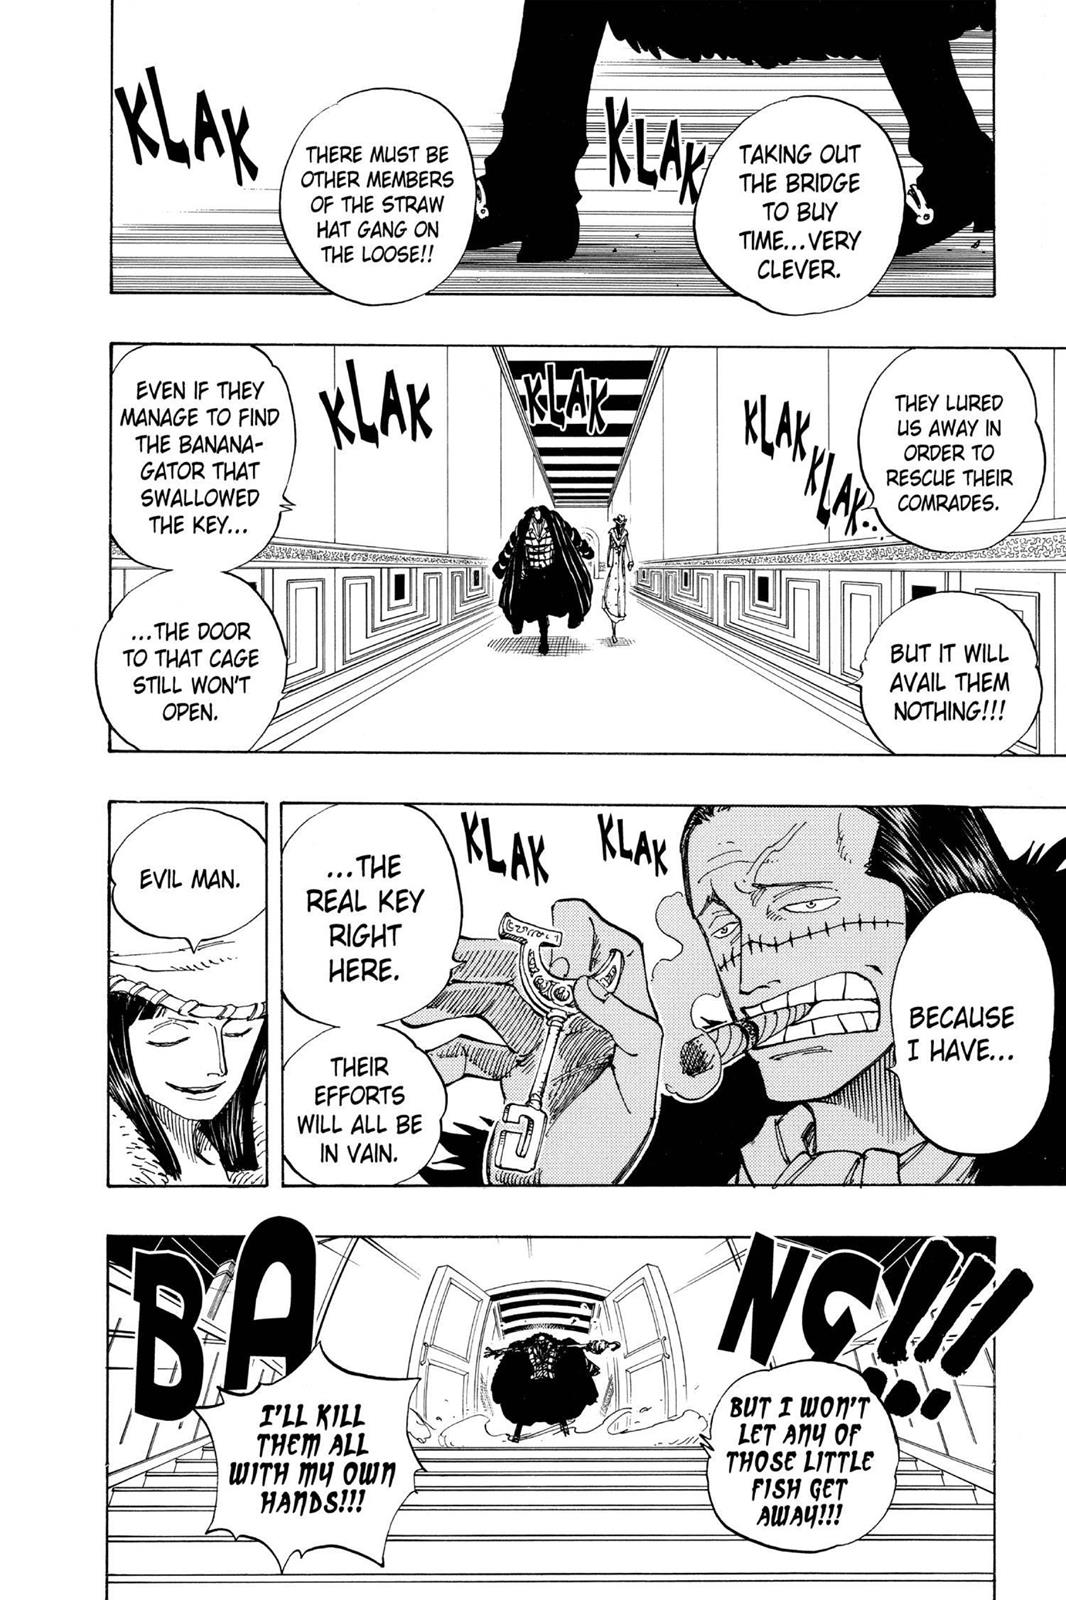 KLAK
TAKING OUT
THE BRIDGE
TO BUY
TIME...VERY
CLEVER.
KLAK
THERE MUST BE
OTHER MEMBERS
OF THE STRAW
HAT GANG ON
THE LOOSE!!
THEY LURED
US AWAY IN
ORDER TO
RESCUE THEIR
COMRADES.
BUT IT WILL
AVAIL THEM
NOTHING!!!
KLAK
KLAK..
KLAK
KLAK
EVEN IF THEY
MANAGE TO FIND
THE BANANA-
GATOR THAT
SWALLOWED
THE KEY...
...THE DOOR
TO THAT CAGE
STILL WON'T
OPEN.
BECAUSE
I HAVE...
KLAK
KLAK
...THE
REAL KEY
RIGHT
HERE.
THEIR
EFFORTS
WILL ALL BE
IN VAIN.
EVIL MAN.
BANG!!!...
BUT I WON'T
LET ANY OF
THOSE LITTLE
FISH GET
AWAY!!!
I'LL KILL
THEM ALL
WITH MY OWN
HANDS!!!